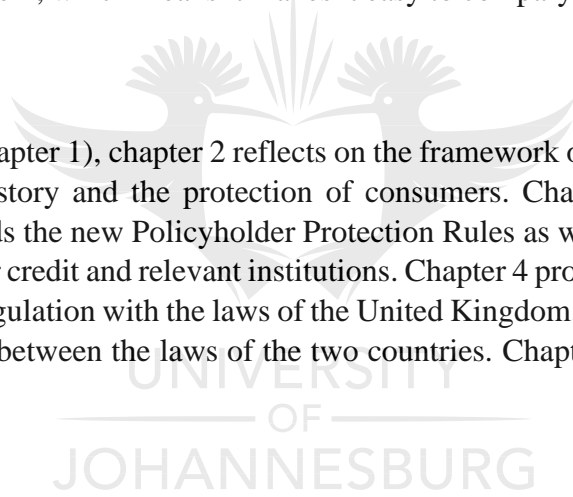 apter 1), chapter 2 reflects on the framework o
story and the protection of consumers. Cha
ls the new Policyholder Protection Rules as w
r credit and relevant institutions. Chapter 4 pro
gulation with the laws of the United Kingdom
between the laws of the two countries. Chapt
UNIVERSITY
OF
JOHANNESBURG